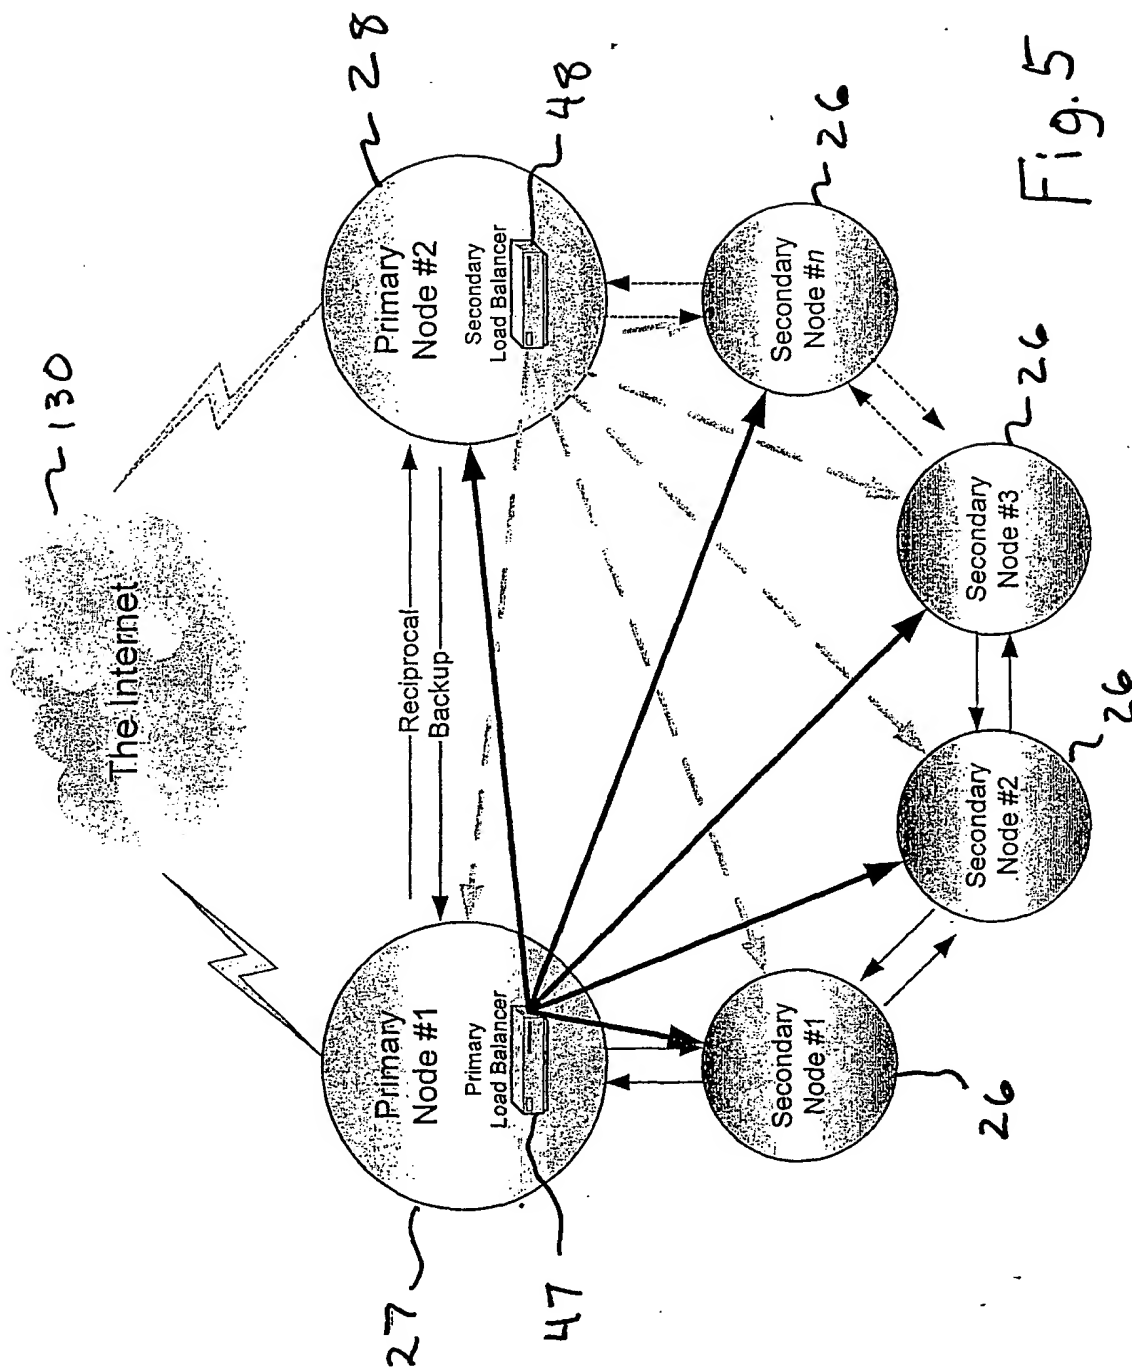 130
The Internet
27
28
Primary
Node #1
Primary
Load Balancer
47
Reciprocal
Backup
Primary
Node #2
Secondary
Load Balancer
48
Secondary
Node #1
26
Secondary
Node #2
26
Secondary
Node #3
26
Secondary
Node #n
26
Fig. 5